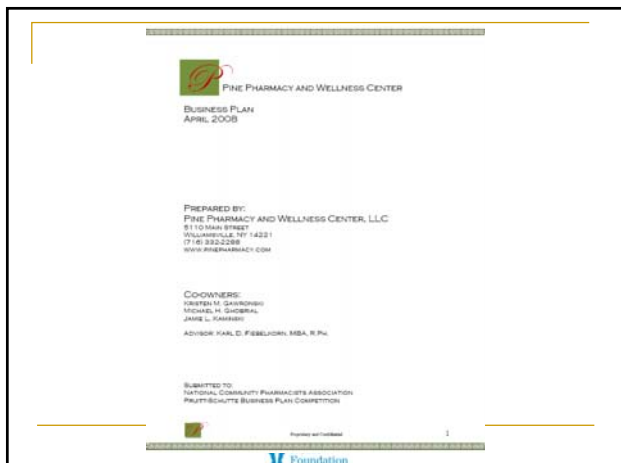 P
PINE PHARMACY AND WELLNESS CENTER
BUSINESS PLAN
APRIL 2008
PREPARED BY:
PINE PHARMACY AND WELLNESS CENTER, LLC
5110 MAIN STREET
WILLIAMSVILLE, NY 14221
(716) 332-2288
WWW.PINEPHARMACY.COM
CO-OWNERS:
KRISTEN M. GAWRONSKI
MICHAEL H. GHOBRIAL
JAMIE L. KAMINSKI
ADVISOR: KARL D. FIEBELKORN, MBA, R.PH.
SUBMITTED TO:
NATIONAL COMMUNITY PHARMACISTS ASSOCIATION
PRUITT-SCHUTTE BUSINESS PLAN COMPETITION
P
Proprietary and Confidential
1
Foundation